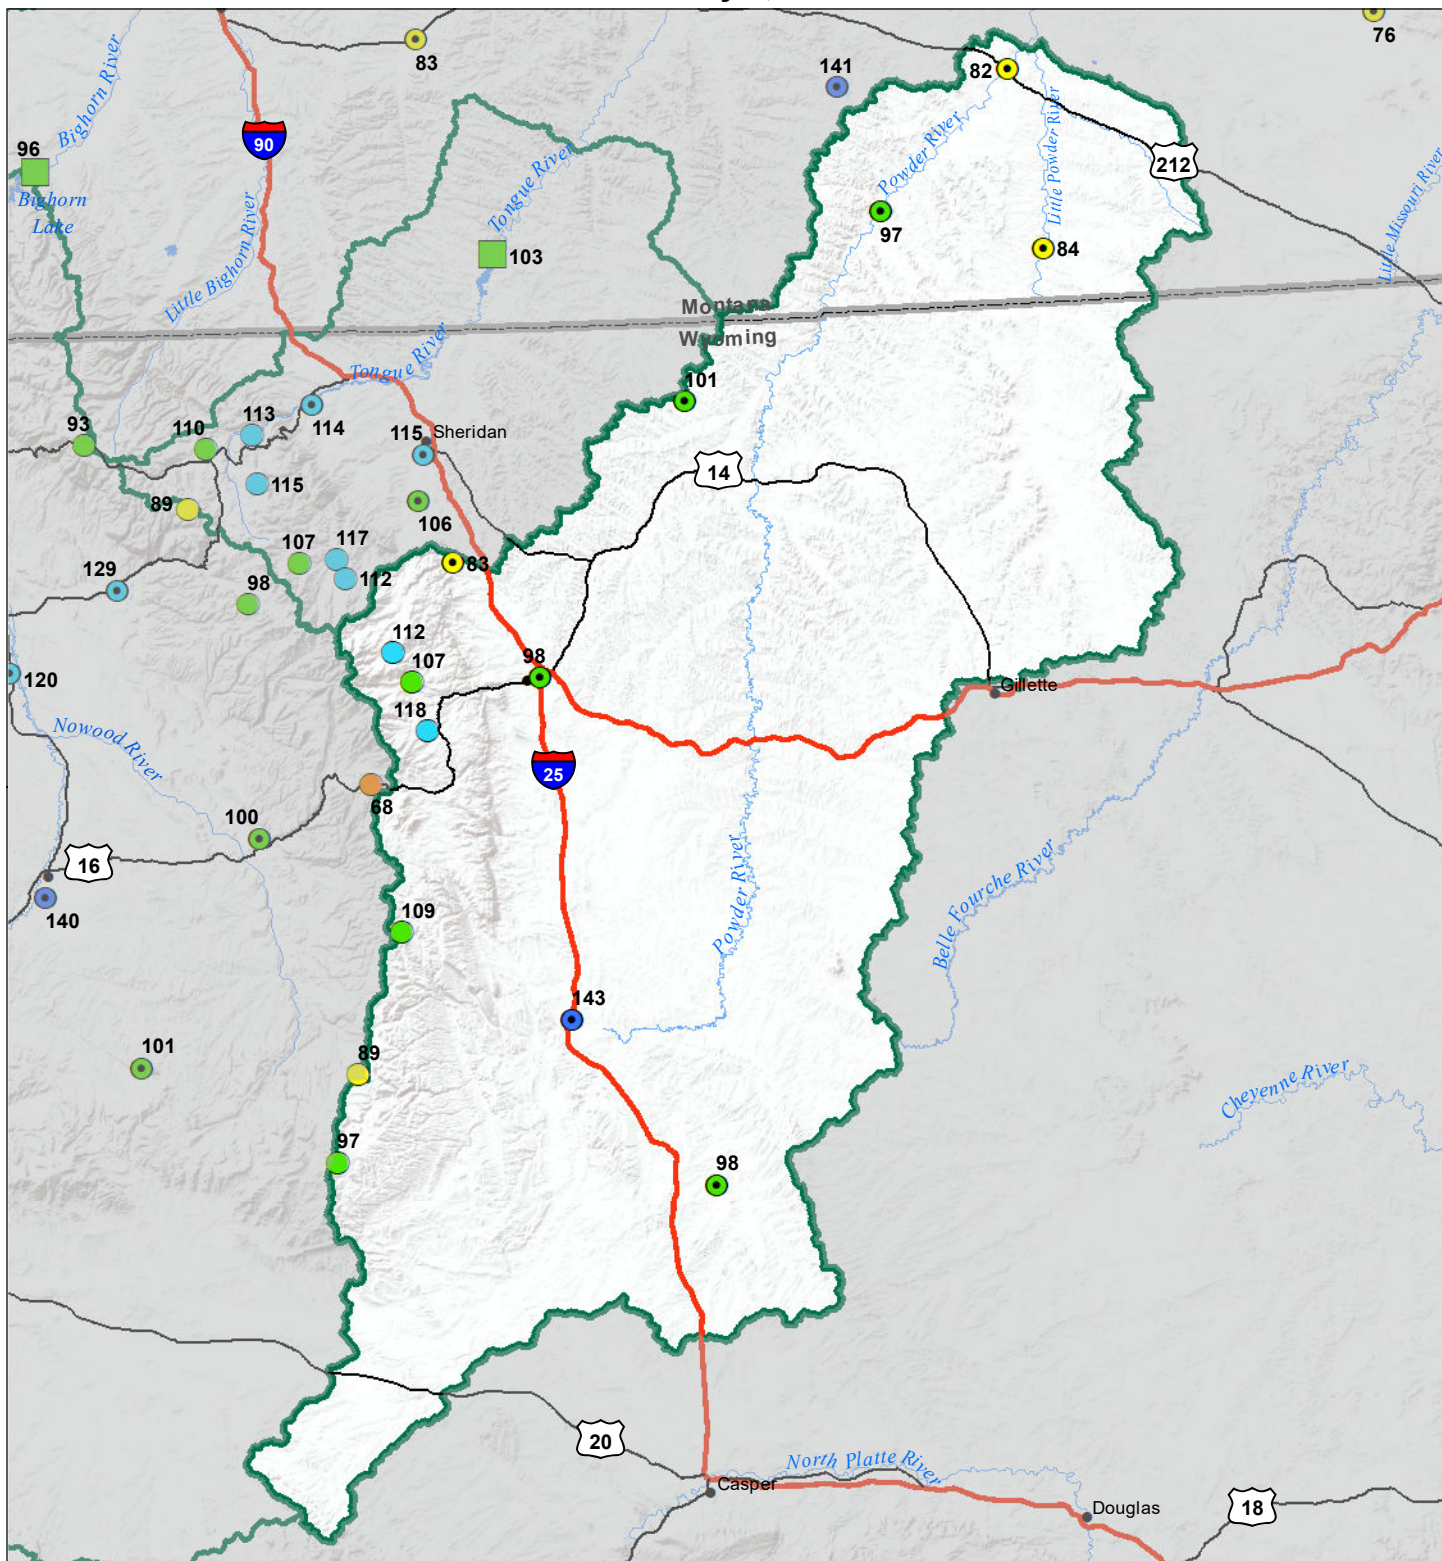 83
76
141
82
Bighorn River
90
96
Bighorn
Lake
Tongue River
Powder River
Little Powder River
212
Little Missouri River
97
84
103
Little Bighorn River
Montana
Wyoming
Tongue River
101
93
110
113
114
115
Sheridan
14
115
89
106
107
117
112
83
129
98
112
107
98
120
Gillette
118
Nowood River
25
68
100
16
140
Powder River
Belle Fourche River
109
143
101
89
Cheyenne River
97
98
20
North Platte River
Casper
Douglas
18